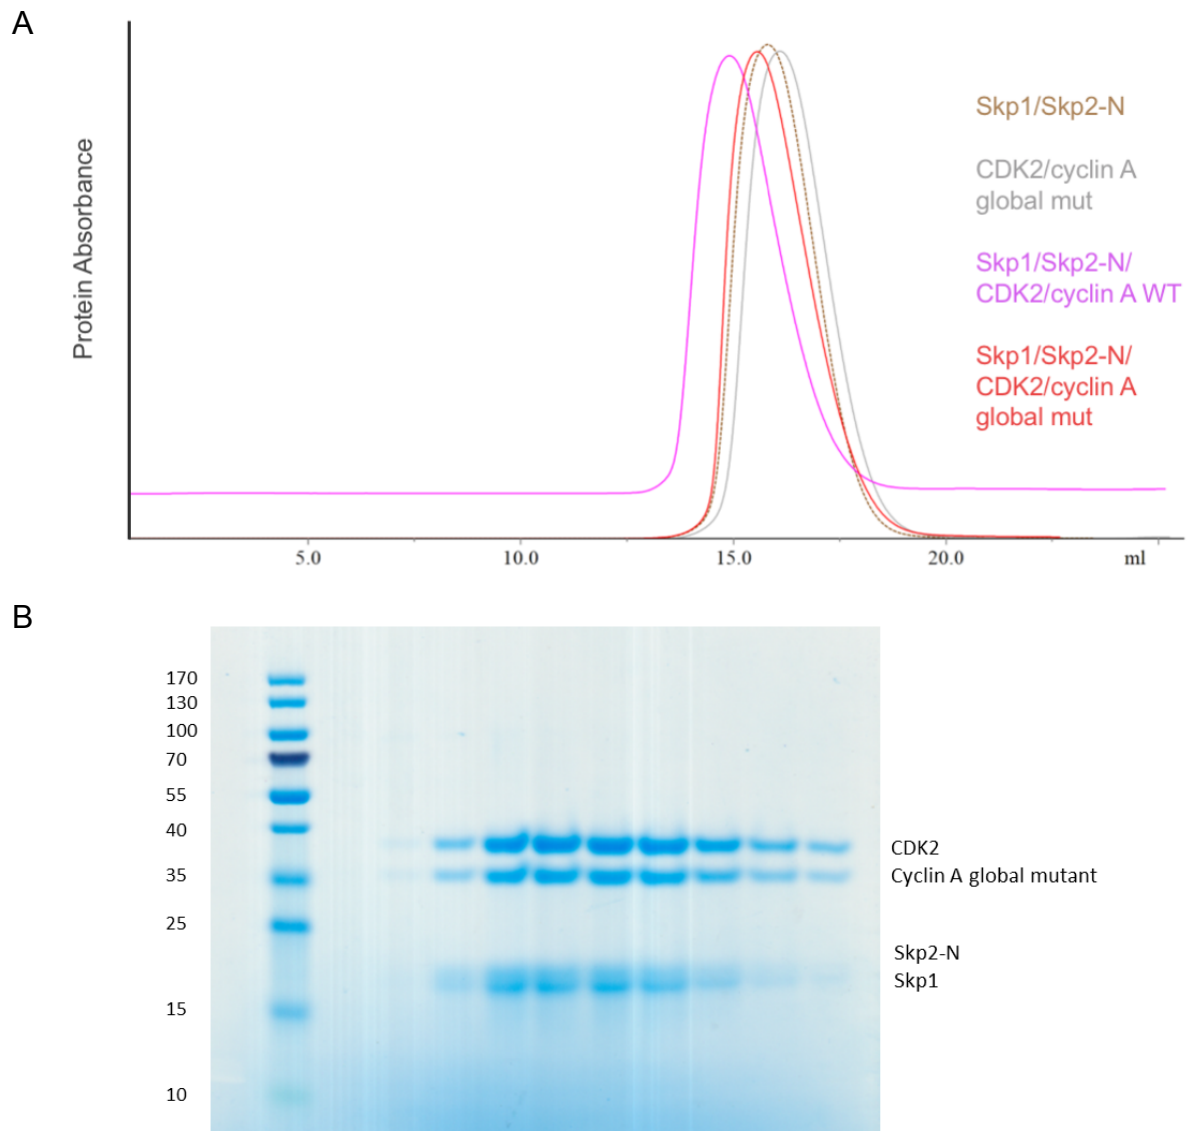 A
Protein Absorbance
Skp1/Skp2-N
CDK2/cyclin A
global mut
Skp1/Skp2-N/
CDK2/cyclin A WT
Skp1/Skp2-N/
CDK2/cyclin A
global mut
5.0
10.0
15.0
20.0
ml
B
170
130
100
70
55
40
35
25
15
10
CDK2
Cyclin A global mutant
Skp2-N
Skp1